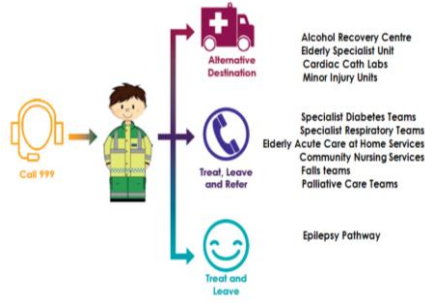 Call 999
Alternative
Destination
Alcohol Recovery Centre
Elderly Specialist Unit
Cardiac Cath Labs
Minor Injury Units
Treat, Leave
and Refer
Specialist Diabetes Teams
Specialist Respiratory Teams
Elderly Acute Care at Home Services
Community Nursing Services
Falls teams
Palliative Care Teams
Treat and
Leave
Epilepsy Pathway